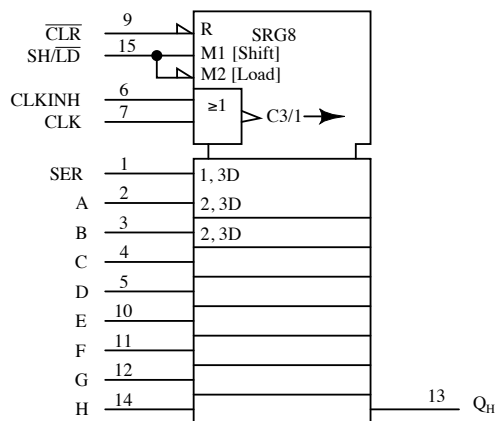 CLR 9 R SRG8
SH/LD 15 M1 [Shift]
M2 [Load]
CLKINH 6 ≥1
CLK 7 C3/1
SER 1 1, 3D
A 2 2, 3D
B 3 2, 3D
C 4
D 5
E 10
F 11
G 12
H 14 13 QH